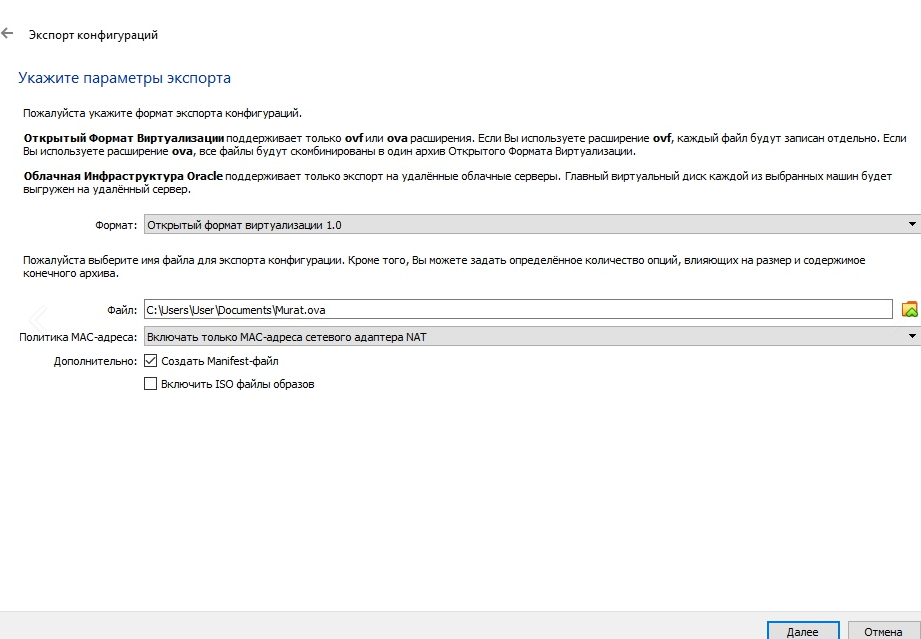 Экспорт конфигураций
Укажите параметры экспорта
Пожалуйста укажите формат экспорта конфигураций.
Открытый Формат Виртуализации поддерживает только ovf или ova расширения. Если Вы используете расширение ovf, каждый файл будут записан отдельно. Если
Вы используете расширение ova, все файлы будут скомбинированы в один архив Открытого Формата Виртуализации.
Облачная Инфраструктура Oracle поддерживает только экспорт на удалённые облачные серверы. Главный виртуальный диск каждой из выбранных машин будет
выгружен на удалённый сервер.
Формат: Открытый формат виртуализации 1.0
Пожалуйста выберите имя файла для экспорта конфигурации. Кроме того, Вы можете задать определённое количество опций, влияющих на размер и содержимое
конечного архива.
Файл: C:\Users\User\Documents\Murat.ova
Политика MAC-адреса: Включать только MAC-адреса сетевого адаптера NAT
Дополнительно: Создать Manifest-файл
Включить ISO файлы образов
Далее Отмена